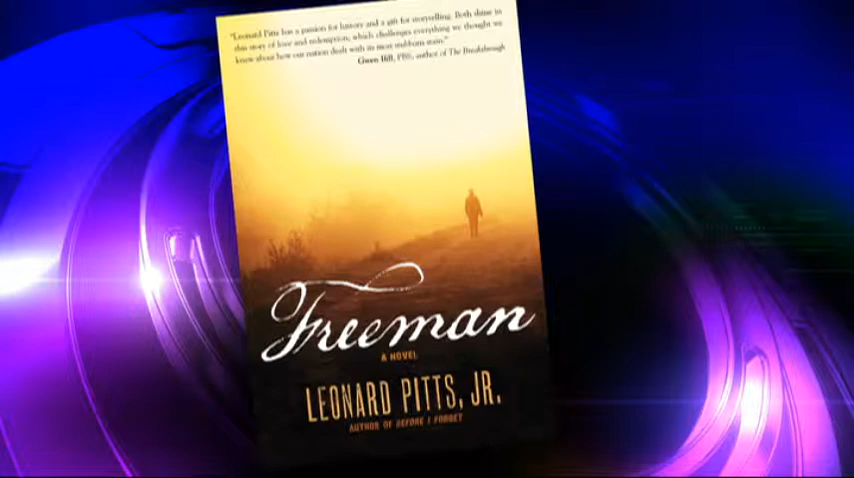 "Leonard Pitts has a passion for history and a gift for storytelling. Both shine in
this story of love and redemption, which challenges everything we thought we
knew about how our nation dealt with its most stubborn stain."
Gwen Ifill, PBS, author of The Breakthrough
Freeman
A NOVEL
LEONARD PITTS, JR.
AUTHOR OF BEFORE I FORGET